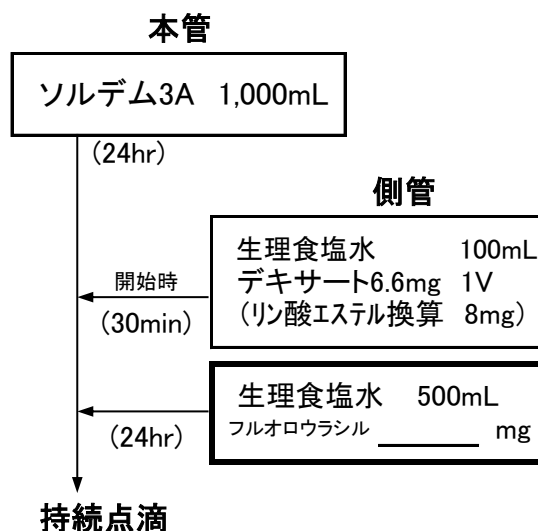 本管
ソルデム3A 1,000mL
(24hr)
側管
生理食塩水 100mL
デキサート6.6mg 1V
(リン酸エステル換算 8mg)
開始時
(30min)
生理食塩水 500mL
フルオロウラシル ______ mg
(24hr)
持続点滴